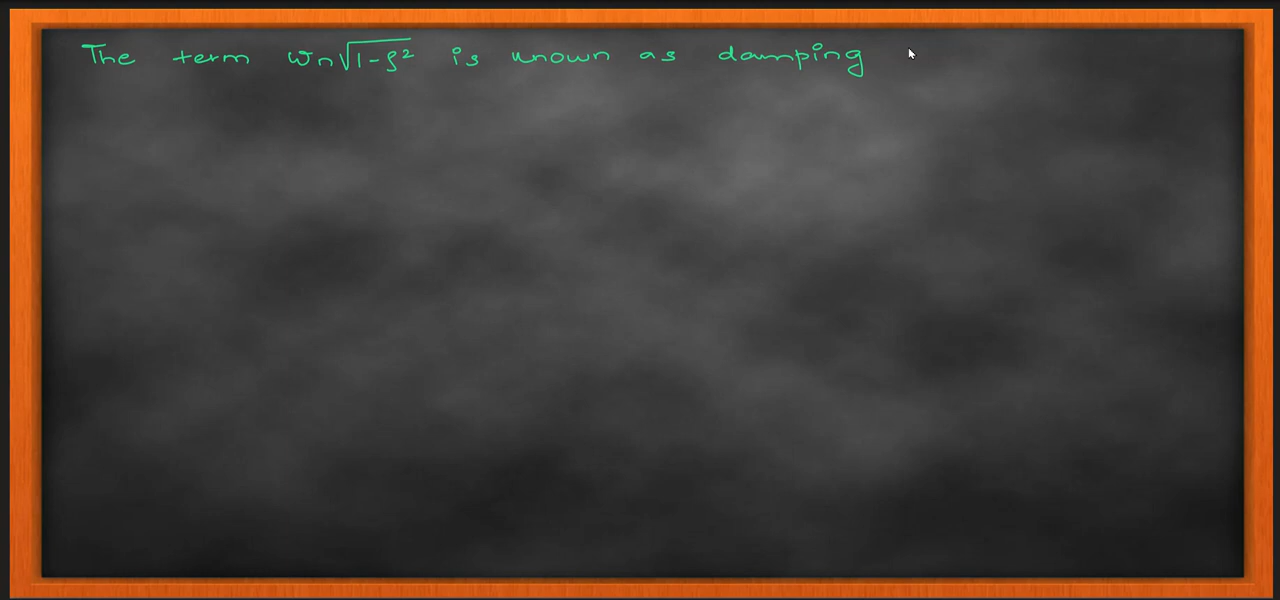 The term ωn√1-ξ² is known as damping